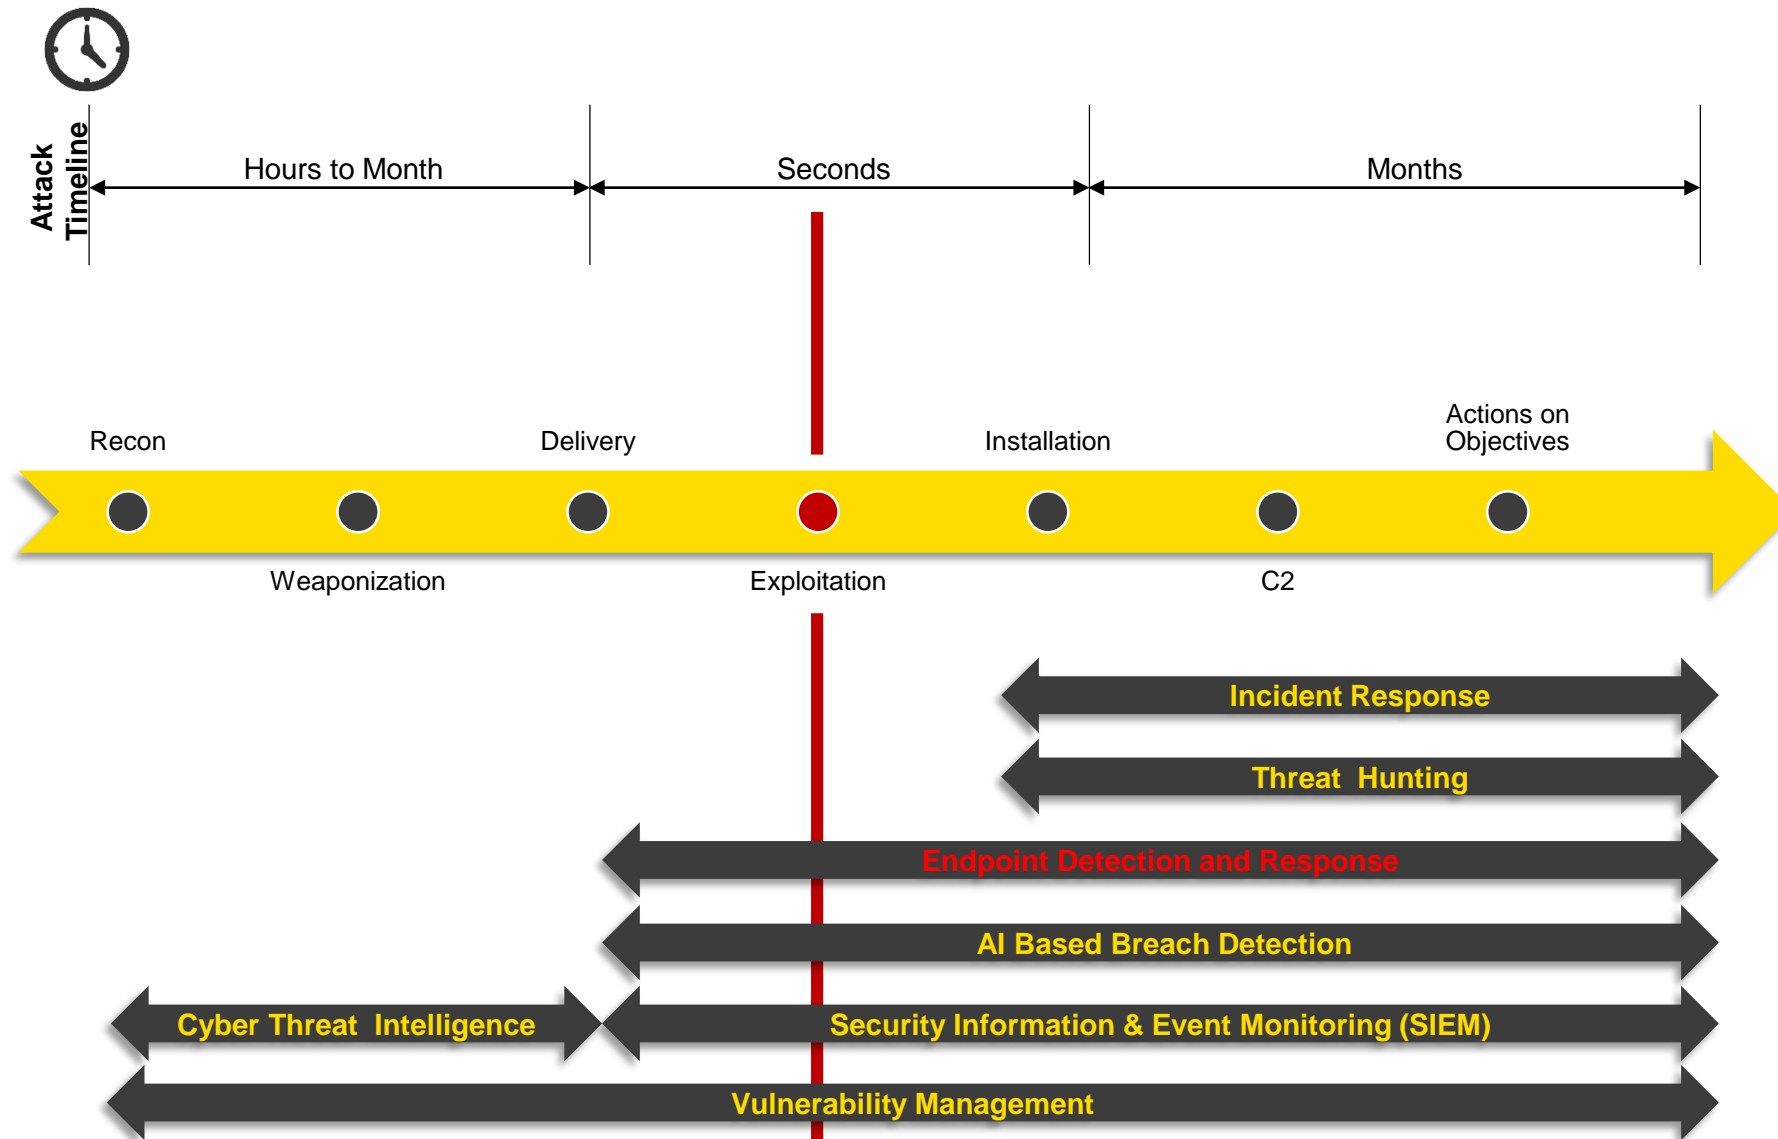 Attack
Timeline
Hours to Month
Seconds
Months
Recon
Delivery
Installation
Actions on
Objectives
Weaponization
Exploitation
C2
Incident Response
Threat  Hunting
Endpoint Detection and Response
AI Based Breach Detection
Cyber Threat  Intelligence
Security Information & Event Monitoring (SIEM)
Vulnerability Management